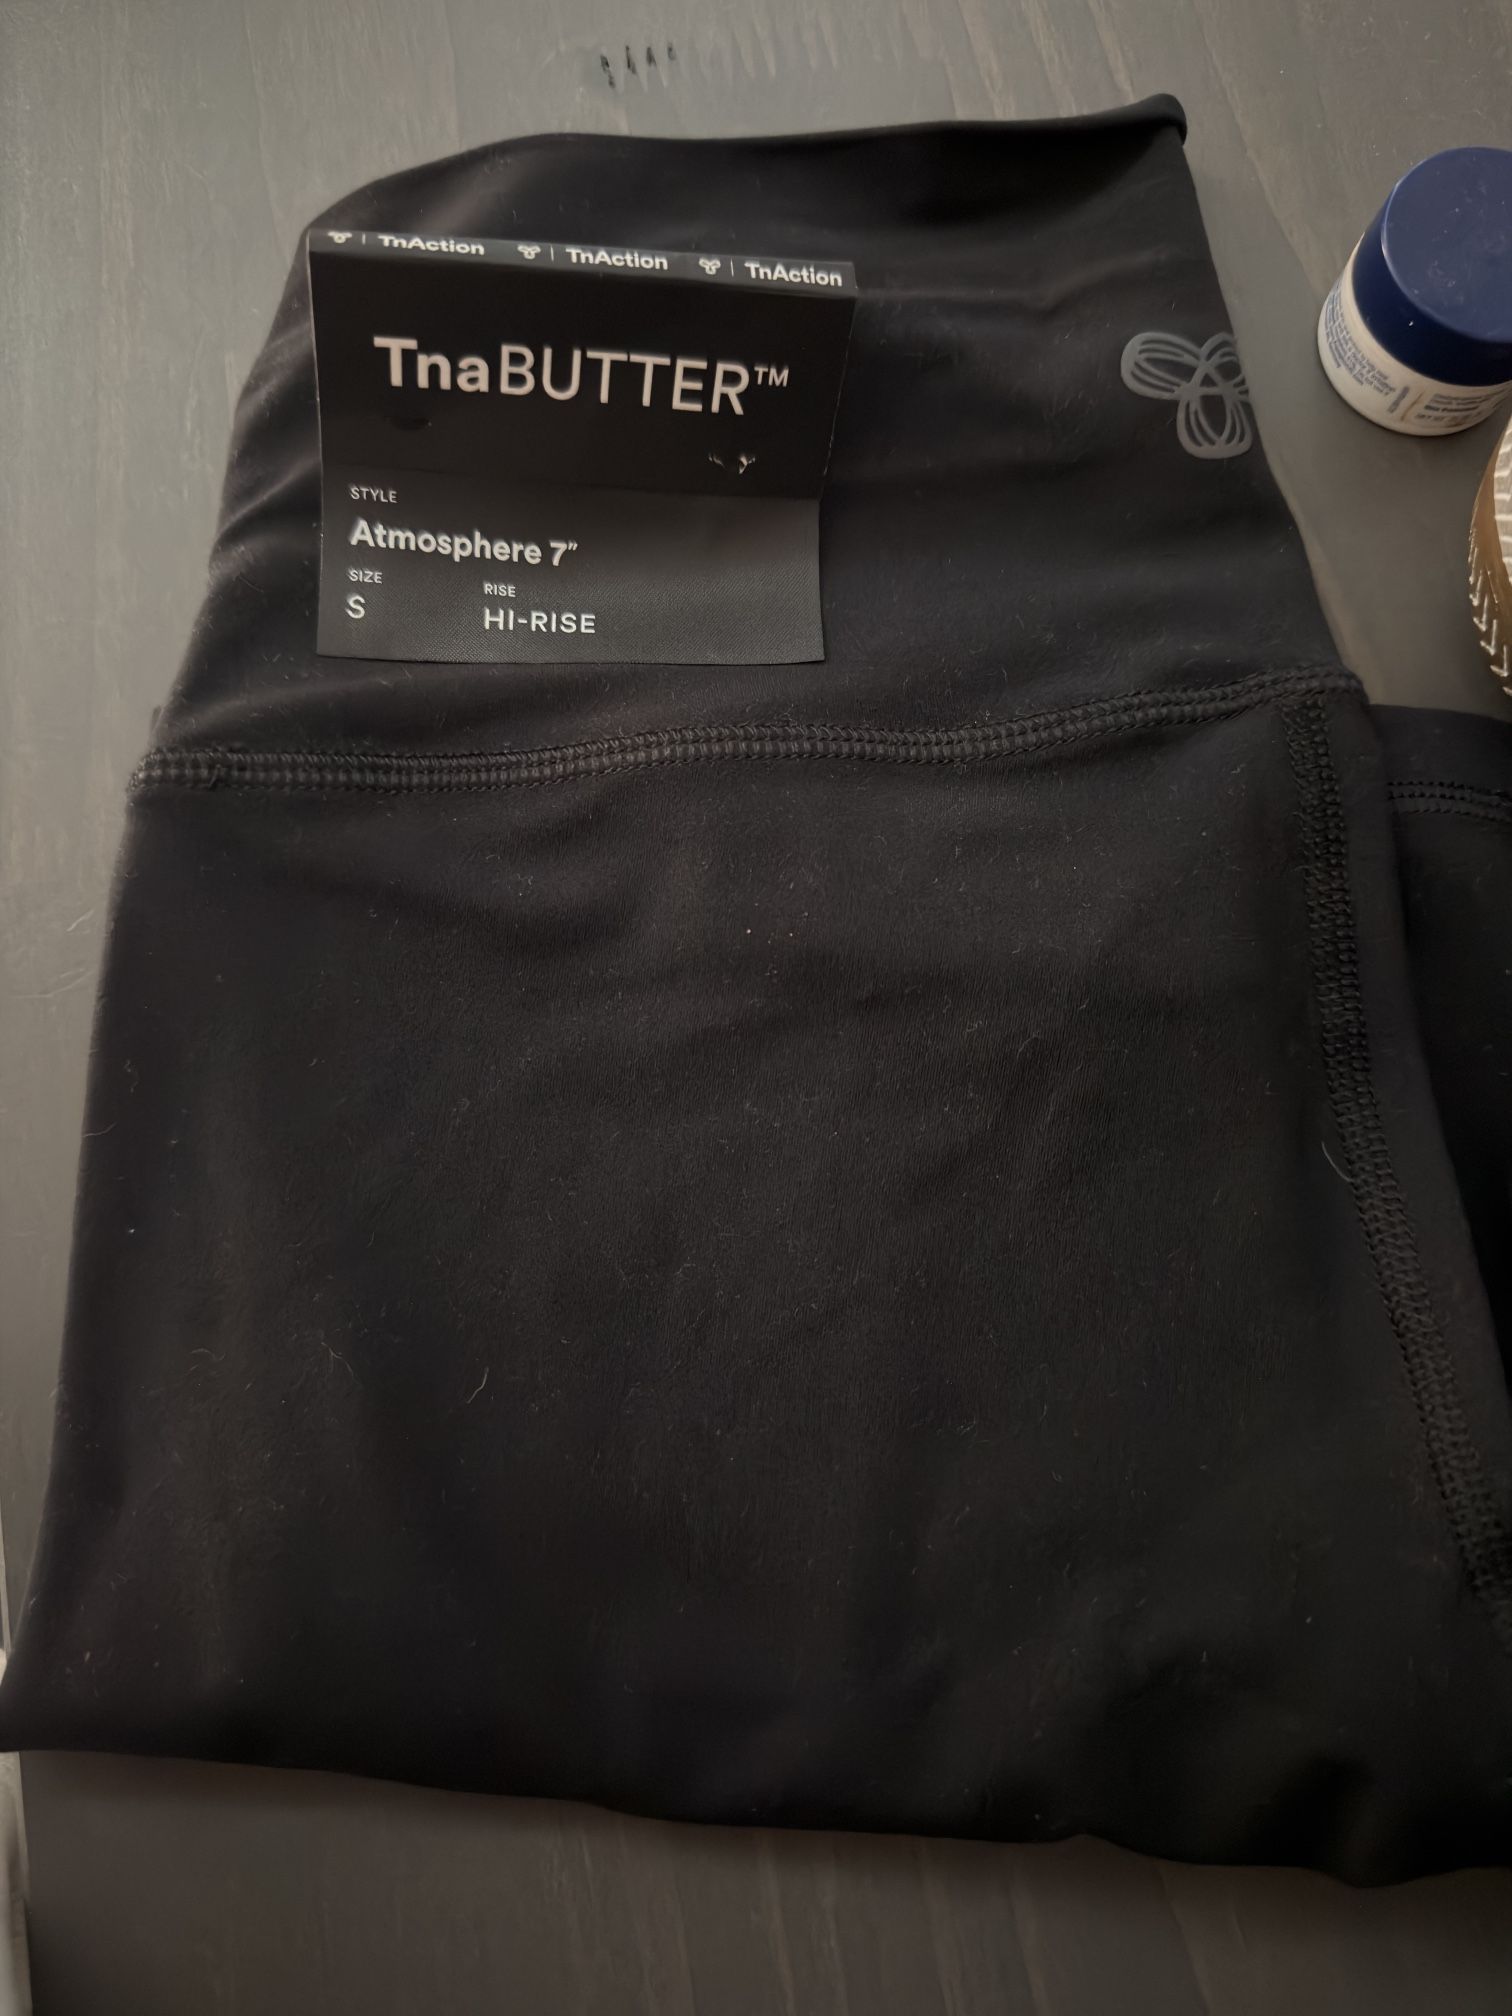 TnAction TnAction TnAction
TnaBUTTER™
STYLE
Atmosphere 7"
SIZE
RISE
S
HI-RISE